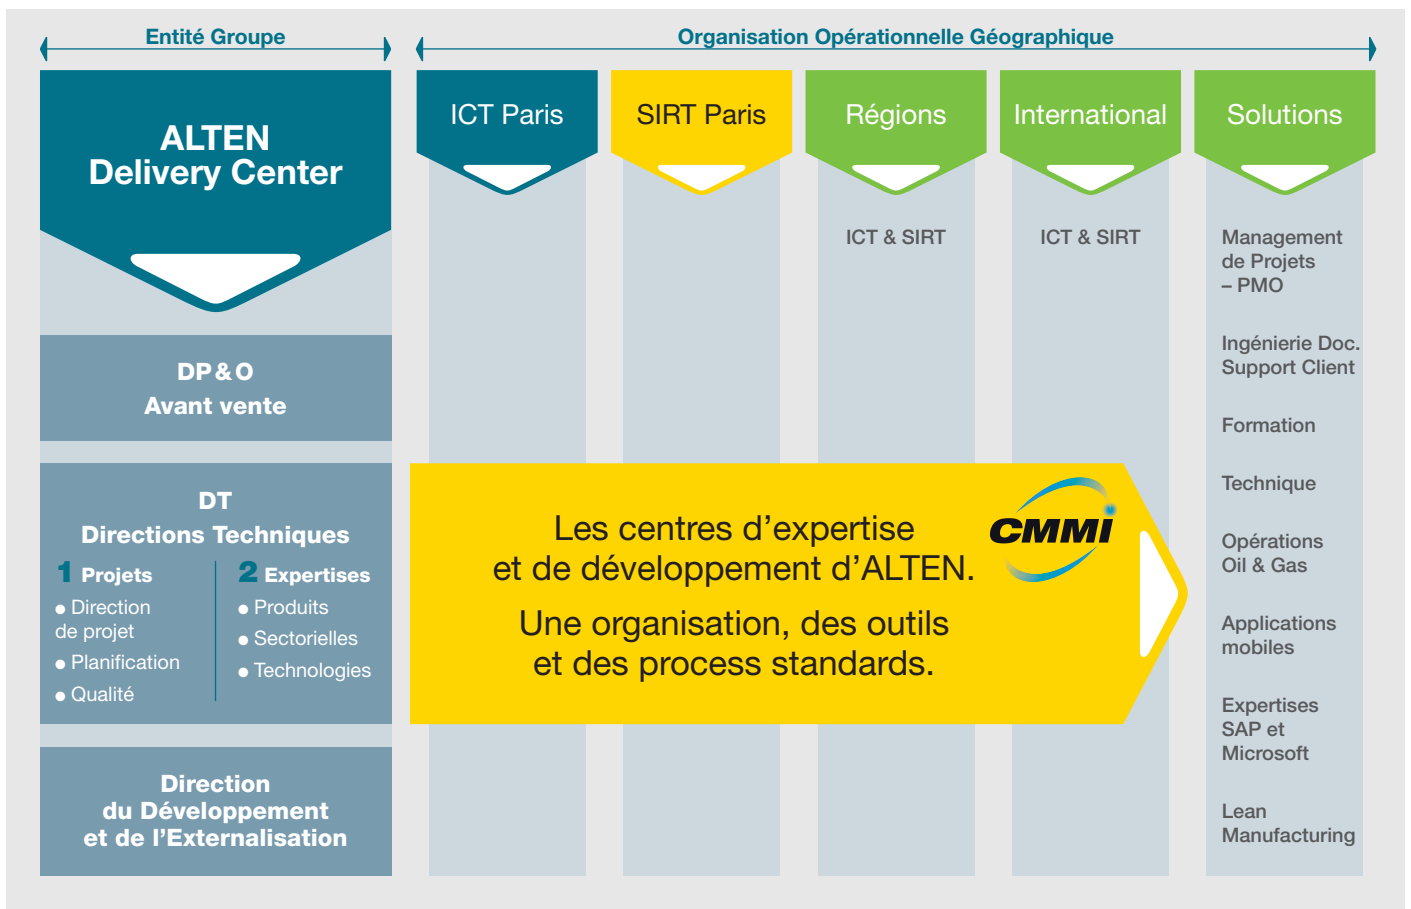 Entité Groupe
Organisation Opérationnelle Géographique
ALTEN
Delivery Center
DP & O
Avant vente
DT
Directions Techniques
1 Projets
● Direction
de projet
● Planification
● Qualité
2 Expertises
● Produits
● Sectorielles
● Technologies
Direction
du Développement
et de l’Externalisation
ICT Paris
SIRT Paris
Régions
ICT & SIRT
International
ICT & SIRT
Solutions
Management
de Projets
– PMO
Ingénierie Doc.
Support Client
Formation
Technique
Opérations
Oil & Gas
Applications
mobiles
Expertises
SAP et
Microsoft
Lean
Manufacturing
Les centres d’expertise
et de développement d’ALTEN.
Une organisation, des outils
et des process standards.
CMMI